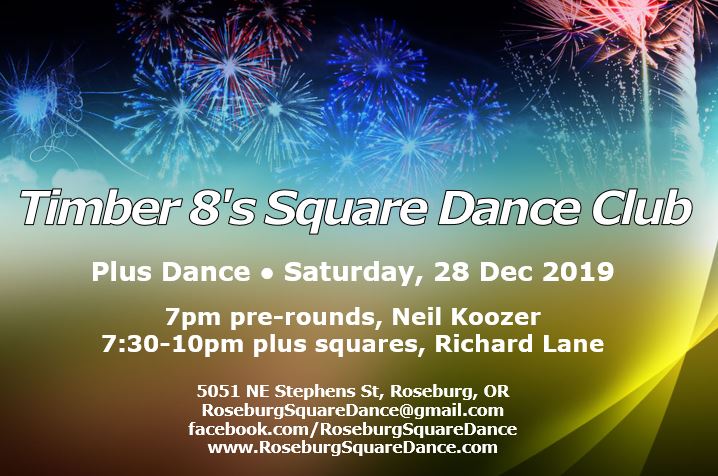 Timber 8's Square Dance Club
Plus Dance ● Saturday, 28 Dec 2019
7pm pre-rounds, Neil Koozer
7:30-10pm plus squares, Richard Lane
5051 NE Stephens St, Roseburg, OR
RoseburgSquareDance@gmail.com
facebook.com/RoseburgSquareDance
www.RoseburgSquareDance.com